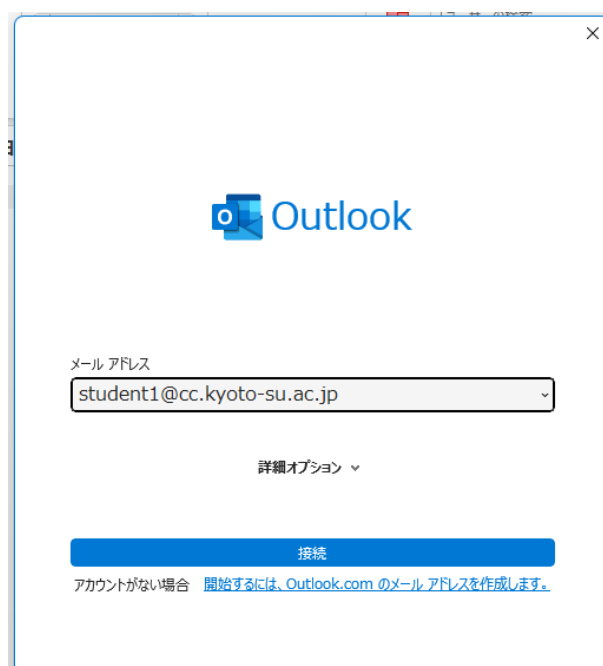 Outlook
メール アドレス
student1@cc.kyoto-su.ac.jp
詳細オプション
接続
アカウントがない場合 開始するには、Outlook.com のメール アドレスを作成します。